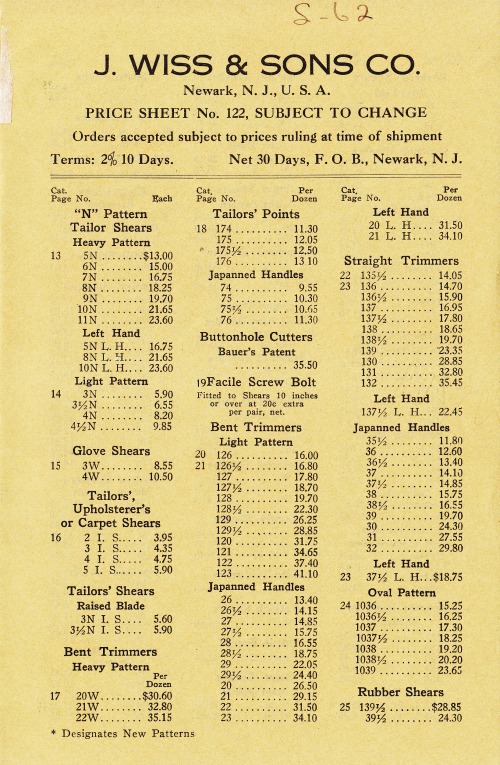 S-62
J. WISS & SONS CO.
Newark, N. J., U. S. A.
PRICE SHEET No. 122, SUBJECT TO CHANGE
Orders accepted subject to prices ruling at time of shipment
Terms: 2% 10 Days. Net 30 Days, F. O. B., Newark, N. J.
Cat.
Page No. Each
"N" Pattern
Tailor Shears
Heavy Pattern
13 5N ........$13.00
6N ......... 15.00
7N ......... 16.75
8N ......... 18.25
9N ......... 19.70
10N ......... 21.65
11N ......... 23.60
Left Hand
5N L. H.... 16.75
8N L. H.... 21.65
10N L. H.... 23.60
Light Pattern
14 3N ......... 5.90
3½N ......... 6.55
4N ......... 8.20
4½N ......... 9.85
Glove Shears
15 3W......... 8.55
4W......... 10.50
Tailors',
Upholsterer's
or Carpet Shears
16 2 I. S..... 3.95
3 I. S..... 4.35
4 I. S..... 4.75
5 I. S..... 5.90
Tailors' Shears
Raised Blade
3N I. S.... 5.60
3½N I. S.... 5.90
Bent Trimmers
Heavy Pattern
Per
Dozen
17 20W........$30.60
21W........ 32.80
22W........ 35.15
* Designates New Patterns
Cat. Per
Page No. Dozen
Tailors' Points
18 174 .......... 11.30
175 .......... 12.05
* 175½ .......... 12.50
176 .......... 13.10
Japanned Handles
74 .......... 9.55
75 .......... 10.30
75½ .......... 10.65
76 .......... 11.30
Buttonhole Cutters
Bauer's Patent
.......... 35.50
19 Facile Screw Bolt
Fitted to Shears 10 inches
or over at 20c extra
per pair, net.
Bent Trimmers
Light Pattern
20 126 .......... 16.00
21 126½ .......... 16.80
127 .......... 17.80
127½ .......... 18.70
128 .......... 19.70
128½ .......... 22.30
129 .......... 26.25
129½ .......... 28.85
120 .......... 31.75
121 .......... 34.65
122 .......... 37.40
123 .......... 41.10
Japanned Handles
26 .......... 13.40
26½ .......... 14.15
27 .......... 14.85
27½ .......... 15.75
28 .......... 16.55
28½ .......... 18.75
29 .......... 22.05
29½ .......... 24.40
20 .......... 26.50
21 .......... 29.15
22 .......... 31.50
23 .......... 34.10
Cat. Per
Page No. Dozen
Left Hand
20 L. H.... 31.50
21 L. H.... 34.10
Straight Trimmers
22 135½ .......... 14.05
23 136 .......... 14.70
136½ .......... 15.90
137 .......... 16.95
137½ .......... 17.80
138 .......... 18.65
138½ .......... 19.70
139 .......... 23.35
130 .......... 28.85
131 .......... 32.80
132 .......... 35.45
Left Hand
137½ L. H... 22.45
Japanned Handles
35½ .......... 11.80
36 .......... 12.60
36½ .......... 13.40
37 .......... 14.10
37½ .......... 14.85
38 .......... 15.75
38½ .......... 16.55
39 .......... 19.70
30 .......... 24.30
31 .......... 27.55
32 .......... 29.80
Left Hand
23 37½ L. H...$18.75
Oval Pattern
24 1036 .......... 15.25
1036½ .......... 16.25
1037 .......... 17.30
1037½ .......... 18.25
1038 .......... 19.20
1038½ .......... 20.20
1039 .......... 23.65
Rubber Shears
25 139½ .........$28.85
39½ .......... 24.30